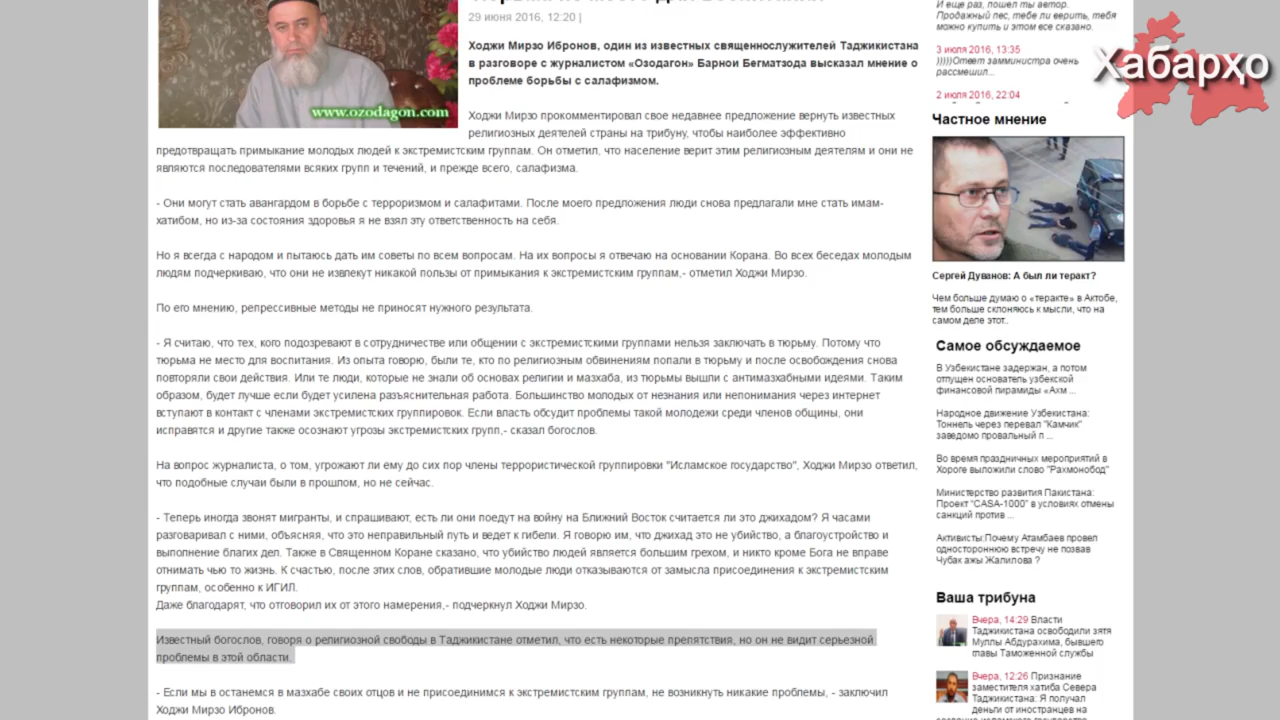 29 июня 2016, 12:20 |
www.ozodagon.com
Ходжи Мирзо Ибронов, один из известных священнослужителей Таджикистана
в разговоре с журналистом «Озодагон» Барнои Бегматзода высказал мнение о
проблеме борьбы с салафизмом.
Ходжи Мирзо прокомментировал свое недавнее предложение вернуть известных
религиозных деятелей страны на трибуну, чтобы наиболее эффективно
предотвращать примыкание молодых людей к экстремистским группам. Он отметил, что население верит этим религиозным деятелям и они не
являются последователями всяких групп и течений, и прежде всего, салафизма.
- Они могут стать авангардом в борьбе с терроризмом и салафитами. После моего предложения люди снова предлагали мне стать имам-
хатибом, но из-за состояния здоровья я не взял эту ответственность на себя.
Но я всегда с народом и пытаюсь дать им советы по всем вопросам. На их вопросы я отвечаю на основании Корана. Во всех беседах молодым
людям подчеркиваю, что они не извлекут никакой пользы от примыкания к экстремистским группам,- отметил Ходжи Мирзо.
По его мнению, репрессивные методы не приносят нужного результата.
- Я считаю, что тех, кого подозревают в сотрудничестве или общении с экстремистскими группами нельзя заключать в тюрьму. Потому что
тюрьма не место для воспитания. Из опыта говорю, были те, кто по религиозным обвинениям попали в тюрьму и после освобождения снова
повторяли свои действия. Или те люди, которые не знали об основах религии и мазхаба, из тюрьмы вышли с антимазхабными идеями. Таким
образом, будет лучше если будет усилена разъяснительная работа. Большинство молодых от незнания или непонимания через интернет
вступают в контакт с членами экстремистских группировок. Если власть обсудит проблемы такой молодежи среди членов общины, они
исправятся и другие также осознают угрозы экстремистских групп,- сказал богослов.
На вопрос журналиста, о том, угрожают ли ему до сих пор члены террористической группировки "Исламское государство", Ходжи Мирзо ответил,
что подобные случаи были в прошлом, но не сейчас.
- Теперь иногда звонят мигранты, и спрашивают, есть ли они поедут на войну на Ближний Восток считается ли это джихадом? Я часами
разговаривал с ними, объясняя, что это неправильный путь и ведет к гибели. Я говорю им, что джихад это не убийство, а благоустройство и
выполнение благих дел. Также в Священном Коране сказано, что убийство людей является большим грехом, и никто кроме Бога не вправе
отнимать чью то жизнь. К счастью после этих слов, обратившие молодые люди отказываются от замысла присоединения к экстремистским
группам, особенно к ИГИЛ.
Даже благодарят, что отговорил их от этого намерения,- подчеркнул Ходжи Мирзо.
Известный богослов, говоря о религиозной свободы в Таджикистане отметил, что есть некоторые препятствия, но он не видит серьезной
проблемы в этой области.
- Если мы в останемся в мазхабе своих отцов и не присоединимся к экстремистским группам, не возникнуть никакие проблемы, - заключил
Ходжи Мирзо Ибронов.
И еще раз, пошел ты автор.
Продажный пес, тебе ли верить, тебя
можно купить и этом все сказано.
3 июля 2016, 13:35
)))))Ответ замминистра очень
рассмешил...
2 июля 2016, 22:04
Хабарҳо
Частное мнение
Сергей Дуванов: А был ли теракт?
Чем больше думаю о «теракте» в Актобе,
тем больше склоняюсь к мысли, что на
самом деле этот..
Самое обсуждаемое
В Узбекистане задержан, а потом
отпущен основатель узбекской
финансовой пирамиды «Ахм ...
Народное движение Узбекистана:
Тоннель через перевал "Камчик"
заведомо провальный п ...
Во время праздничных мероприятий в
Хороге выложили слово "Рахмонобод"
Министерство развития Пакистана:
Проект "CASA-1000" в условиях отмены
санкций против ...
Активисты:Почему Атамбаев провел
одностороннюю встречу не позвав
Чубак ажы Жалилова ?
Ваша трибуна
Вчера, 14:29 Власти
Таджикистана освободили зятя
Муллы Абдурахима, бывшего
главы Таможенной службы
Вчера, 12:26 Признание
заместителя хатиба Севера
Таджикистана: Я получал
деньги от иностранцев на